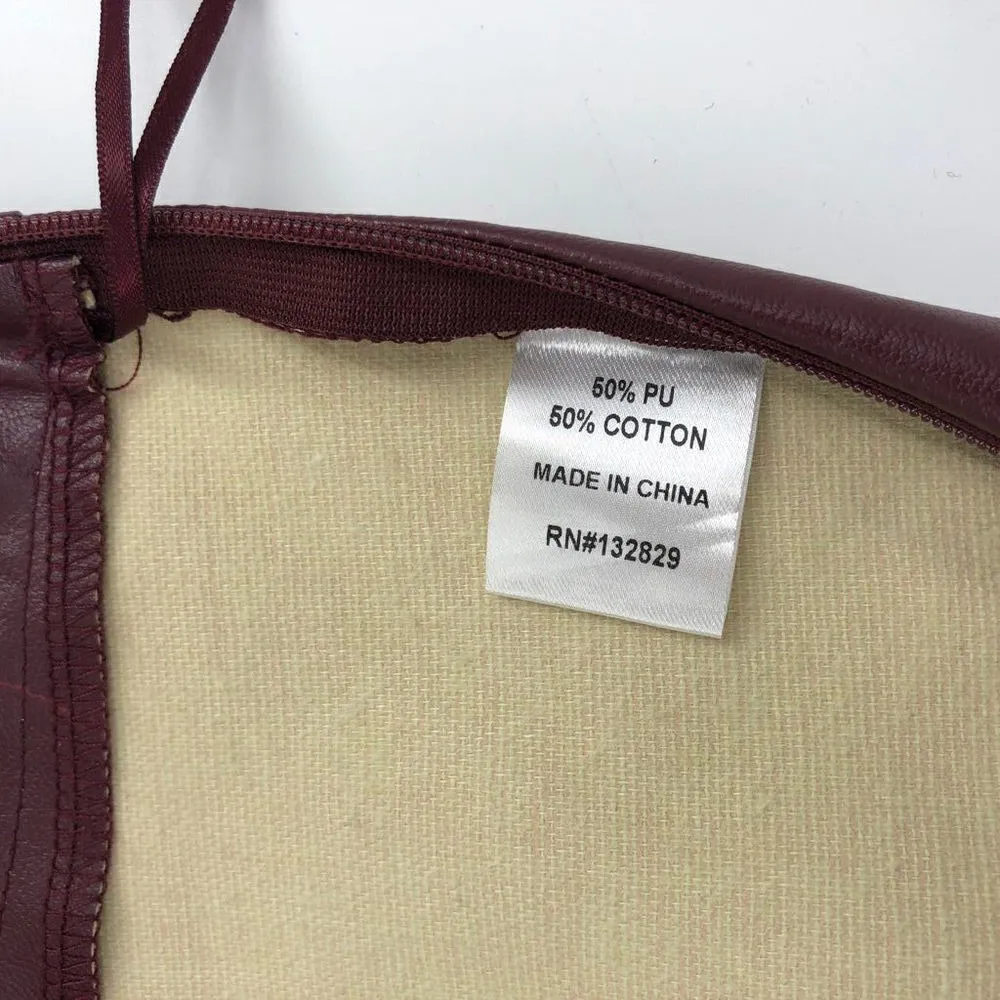 50% PU
50% COTTON
MADE IN CHINA
RN#132829